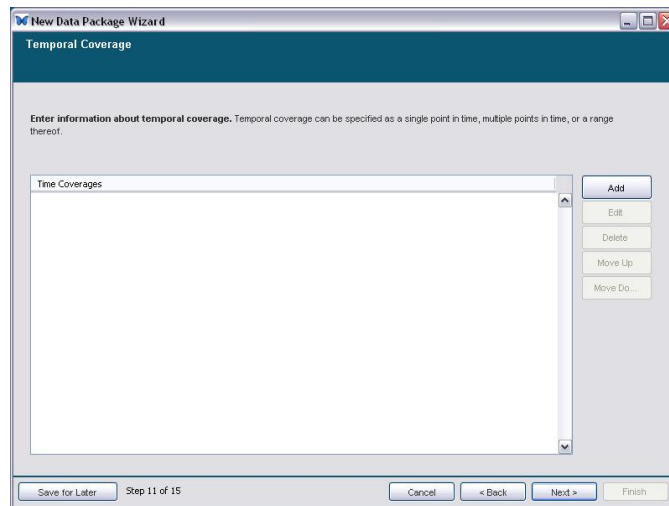 New Data Package Wizard
Temporal Coverage
Enter information about temporal coverage. Temporal coverage can be specified as a single point in time, multiple points in time, or a range
thereof.
Time Coverages
Add
Edit
Delete
Move Up
Move Do...
Save for Later
Step 11 of 15
Cancel
< Back
Next >
Finish